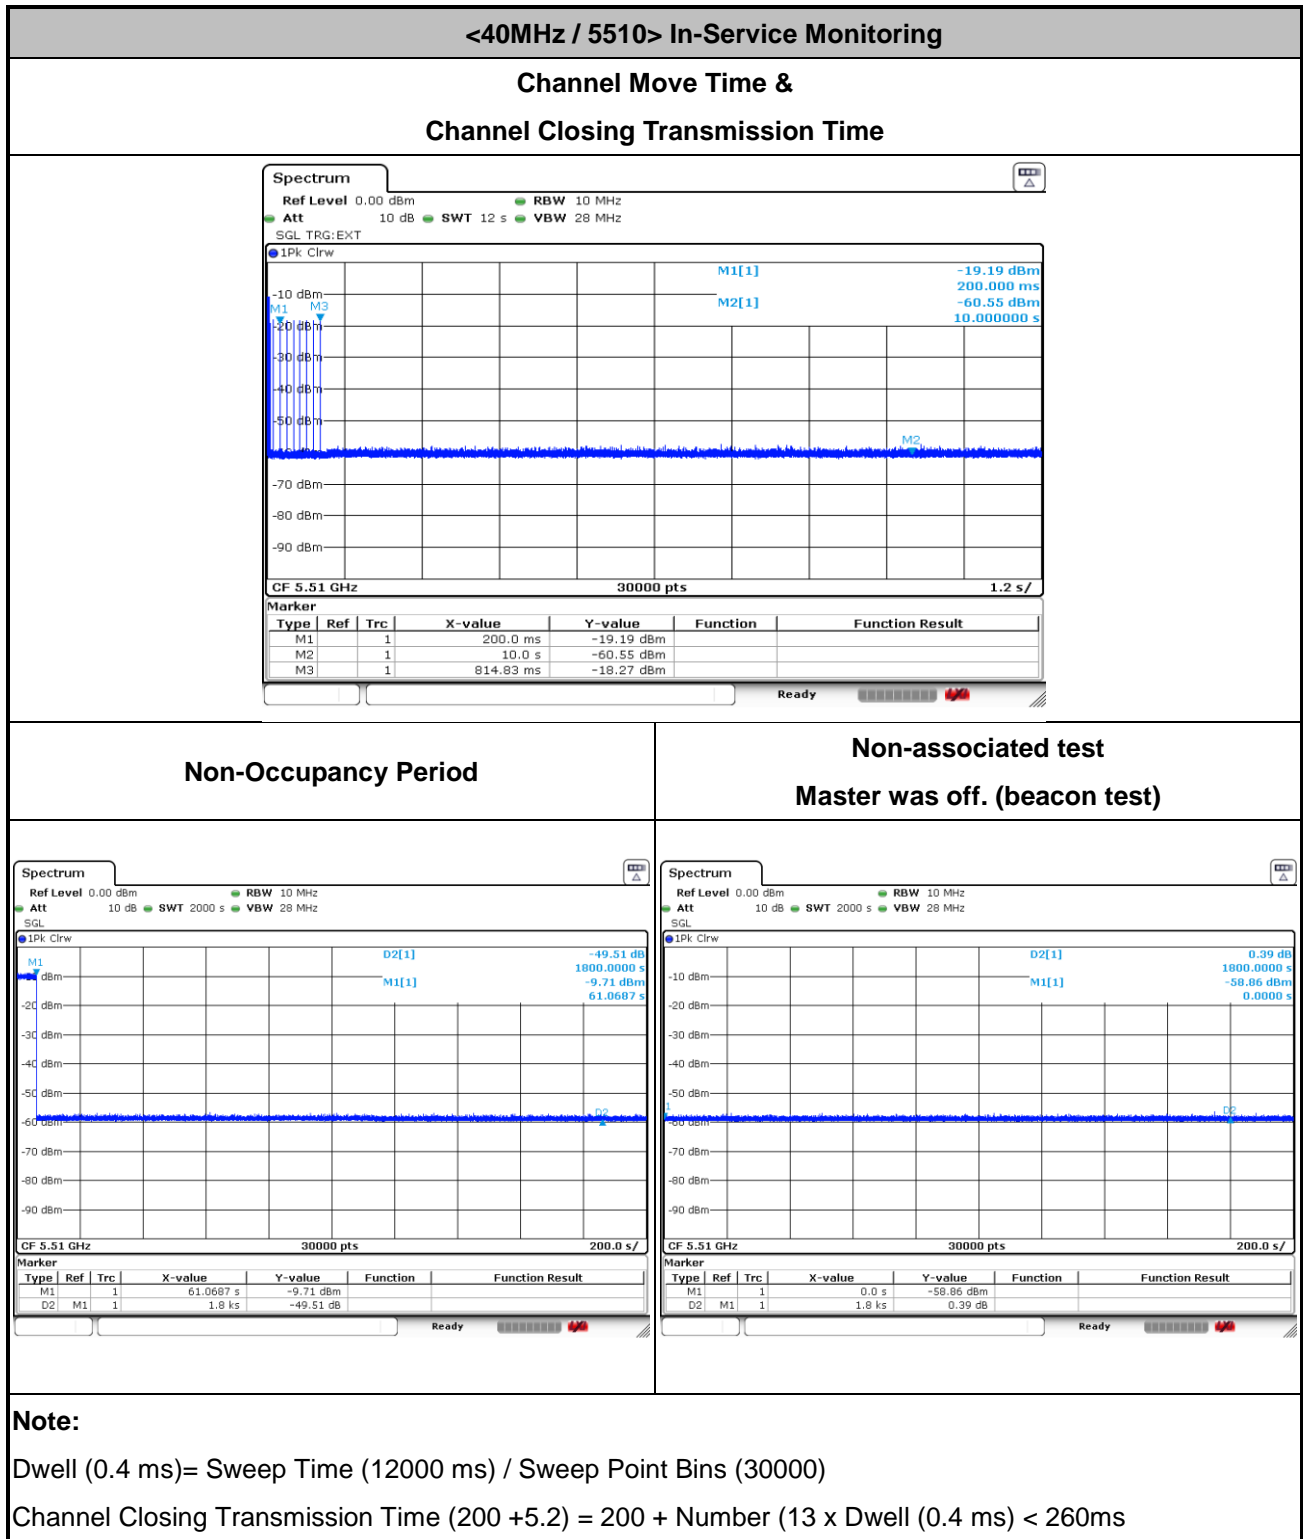 <40MHz / 5510> In-Service Monitoring
Channel Move Time &
Channel Closing Transmission Time
Spectrum
Ref Level 0.00 dBm RBW 10 MHz
Att 10 dB SWT 12 s VBW 28 MHz
SGL TRG:EXT
1Pk Clrw
M1[1] -19.19 dBm
200.000 ms
-10 dBm
M2[1] -60.55 dBm
10.000000 s
M1 M3
-20 dBm
-30 dBm
-40 dBm
-50 dBm
M2
-70 dBm
-80 dBm
-90 dBm
CF 5.51 GHz 30000 pts 1.2 s/
Marker
Type Ref Trc X-value Y-value Function Function Result
M1 1 200.0 ms -19.19 dBm
M2 1 10.0 s -60.55 dBm
M3 1 814.83 ms -18.27 dBm
Ready
Non-Occupancy Period
Spectrum
Ref Level 0.00 dBm RBW 10 MHz
Att 10 dB SWT 2000 s VBW 28 MHz
SGL
1Pk Clrw
D2[1] -49.51 dB
1800.0000 s
M1
dBm
M1[1] -9.71 dBm
61.0687 s
-20 dBm
-30 dBm
-40 dBm
-50 dBm
D2
-60 dBm
-70 dBm
-80 dBm
-90 dBm
CF 5.51 GHz 30000 pts 200.0 s/
Marker
Type Ref Trc X-value Y-value Function Function Result
M1 1 61.0687 s -9.71 dBm
D2 M1 1 1.8 ks -49.51 dB
Ready
Non-associated test
Master was off. (beacon test)
Spectrum
Ref Level 0.00 dBm RBW 10 MHz
Att 10 dB SWT 2000 s VBW 28 MHz
SGL
1Pk Clrw
D2[1] 0.39 dB
1800.0000 s
-10 dBm
M1[1] -58.86 dBm
0.0000 s
-20 dBm
-30 dBm
-40 dBm
-50 dBm
1
D2
-60 dBm
-70 dBm
-80 dBm
-90 dBm
CF 5.51 GHz 30000 pts 200.0 s/
Marker
Type Ref Trc X-value Y-value Function Function Result
M1 1 0.0 s -58.86 dBm
D2 M1 1 1.8 ks 0.39 dB
Ready
Note:
Dwell (0.4 ms)= Sweep Time (12000 ms) / Sweep Point Bins (30000)
Channel Closing Transmission Time (200 +5.2) = 200 + Number (13 x Dwell (0.4 ms) < 260ms